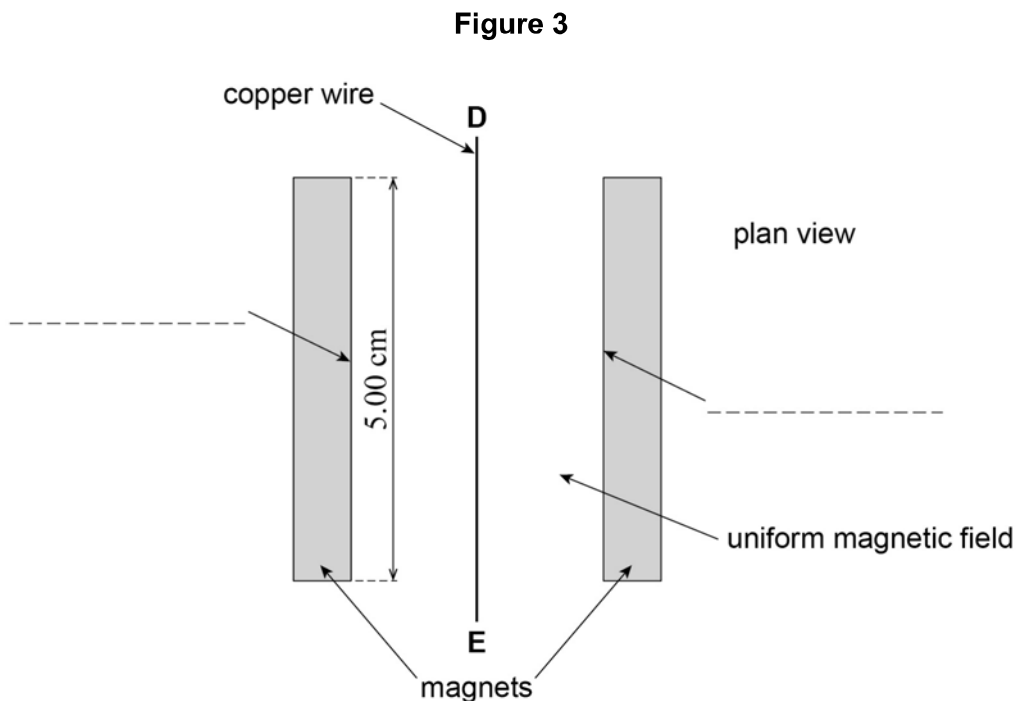 Figure 3
copper wire
D
plan view
5.00 cm
uniform magnetic field
E
magnets